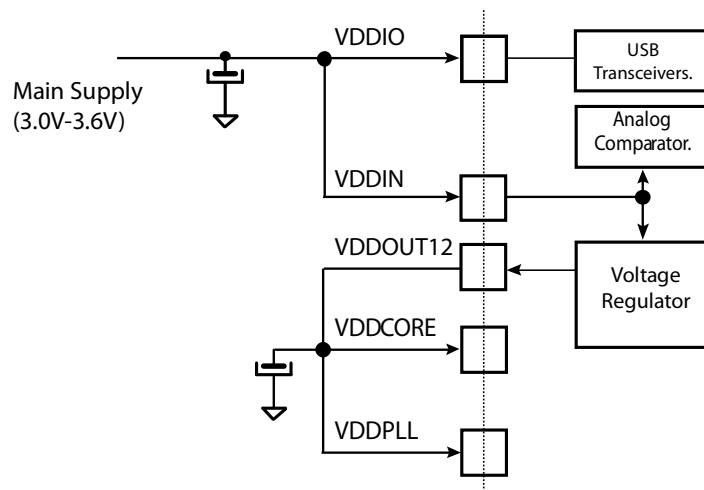 VDDIO
USB
Transceivers.
Main Supply
(3.0V-3.6V)
Analog
Comparator.
VDDIN
VDDOUT12
Voltage
Regulator
VDDCORE
VDDPLL